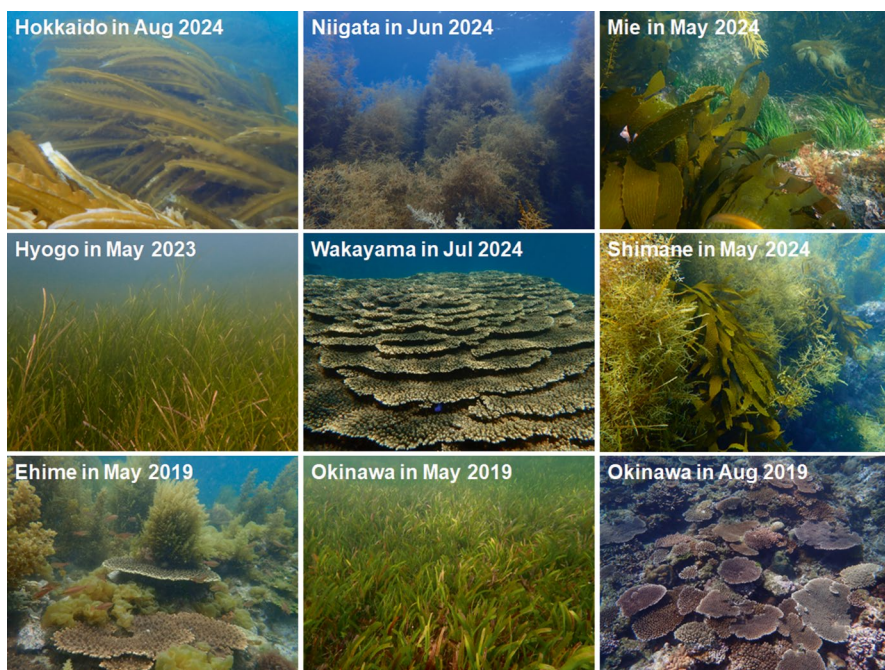 Hokkaido in Aug 2024
Niigata in Jun 2024
Mie in May 2024
Hyogo in May 2023
Wakayama in Jul 2024
Shimane in May 2024
Ehime in May 2019
Okinawa in May 2019
Okinawa in Aug 2019